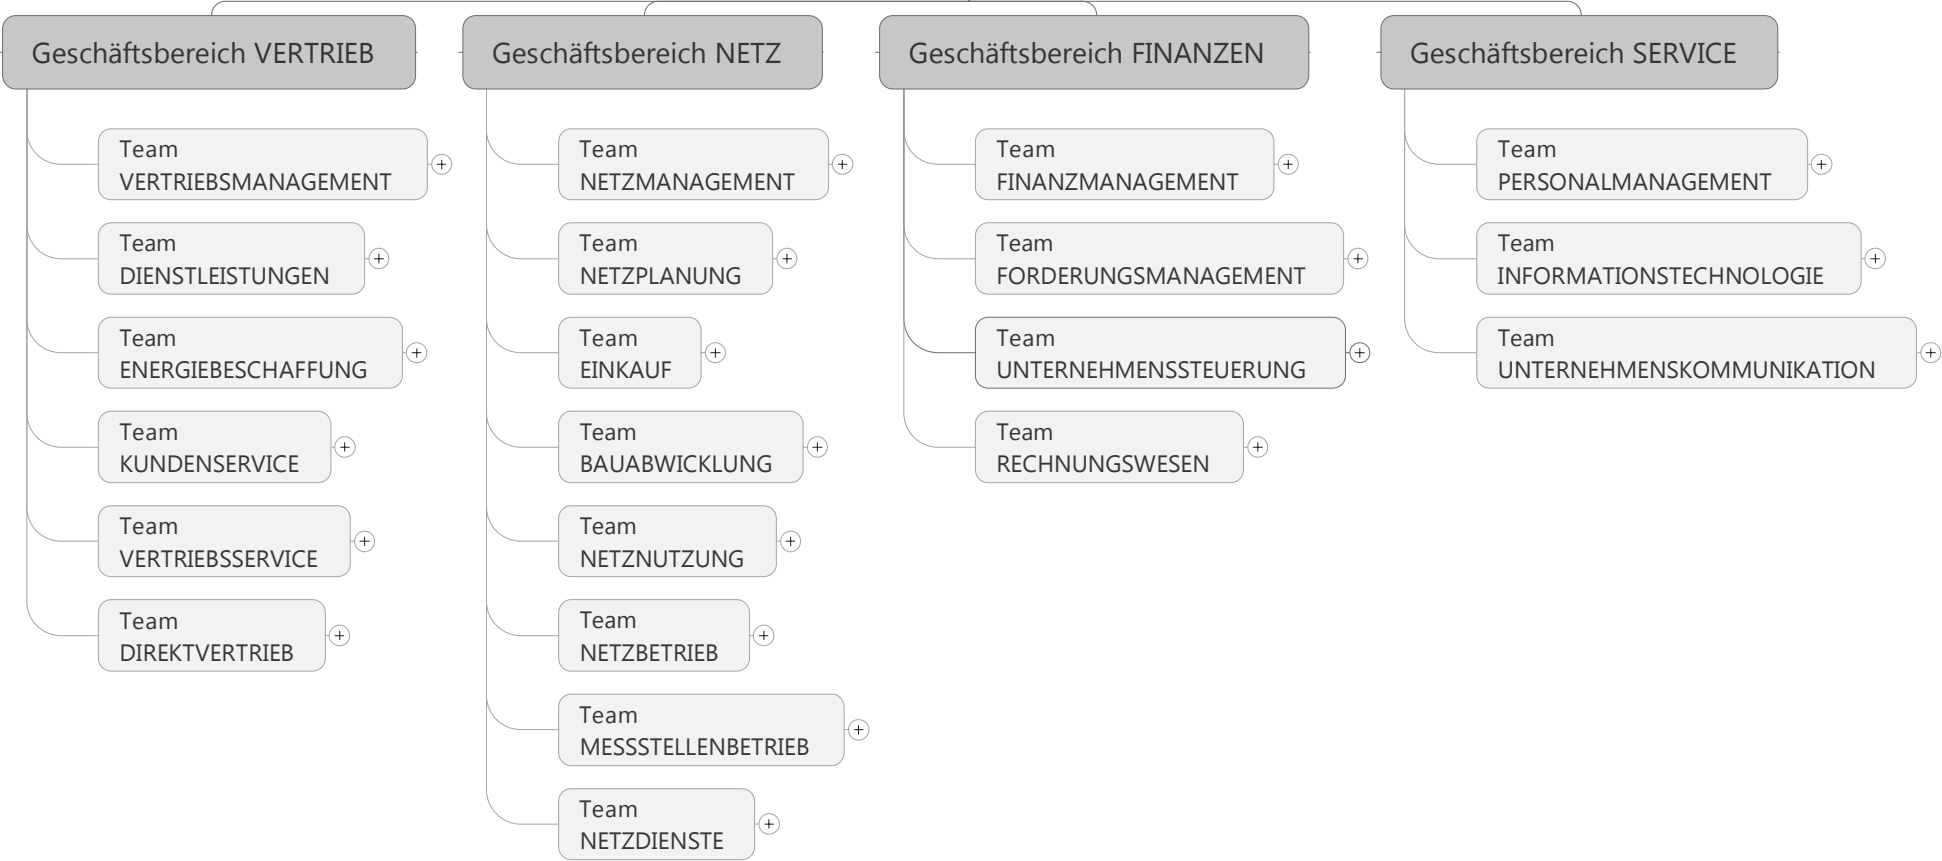 Geschäftsbereich VERTRIEB
Team
VERTRIEBSMANAGEMENT
Team
DIENSTLEISTUNGEN
Team
ENERGIEBESCHAFFUNG
Team
KUNDENSERVICE
Team
VERTRIEBSSERVICE
Team
DIREKTVERTRIEB
Geschäftsbereich NETZ
Team
NETZMANAGEMENT
Team
NETZPLANUNG
Team
EINKAUF
Team
BAUABWICKLUNG
Team
NETZNUTZUNG
Team
NETZBETRIEB
Team
MESSSTELLENBETRIEB
Team
NETZDIENSTE
Geschäftsbereich FINANZEN
Team
FINANZMANAGEMENT
Team
FORDERUNGSMANAGEMENT
Team
UNTERNEHMENSSTEUERUNG
Team
RECHNUNGSWESEN
Geschäftsbereich SERVICE
Team
PERSONALMANAGEMENT
Team
INFORMATIONSTECHNOLOGIE
Team
UNTERNEHMENSKOMMUNIKATION